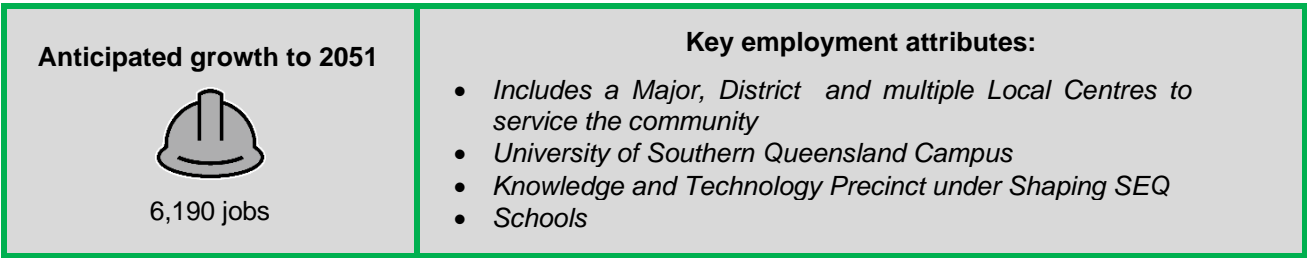 Anticipated growth to 2051
6,190 jobs
Key employment attributes:
• Includes a Major, District and multiple Local Centres to
service the community
• University of Southern Queensland Campus
• Knowledge and Technology Precinct under Shaping SEQ
• Schools